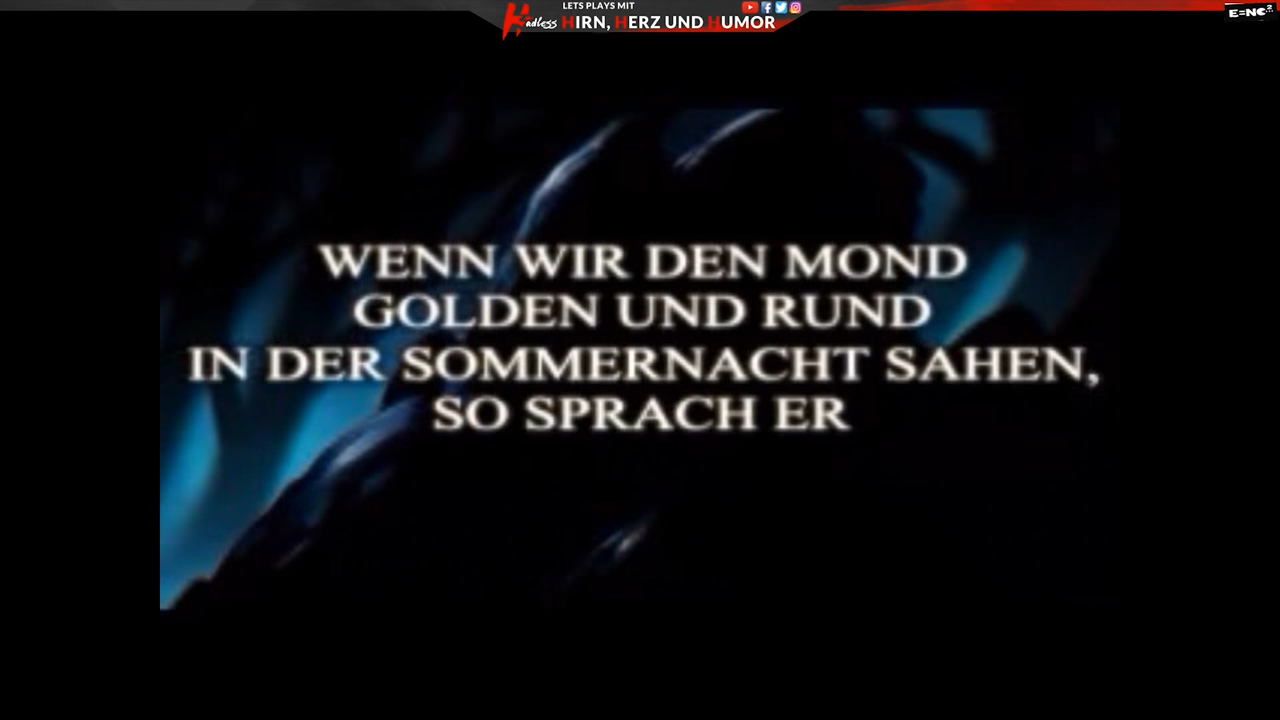 LETS PLAYS MIT
Hadless HIRN, HERZ UND HUMOR
E=NC²
WENN WIR DEN MOND
GOLDEN UND RUND
IN DER SOMMERNACHT SAHEN,
SO SPRACH ER